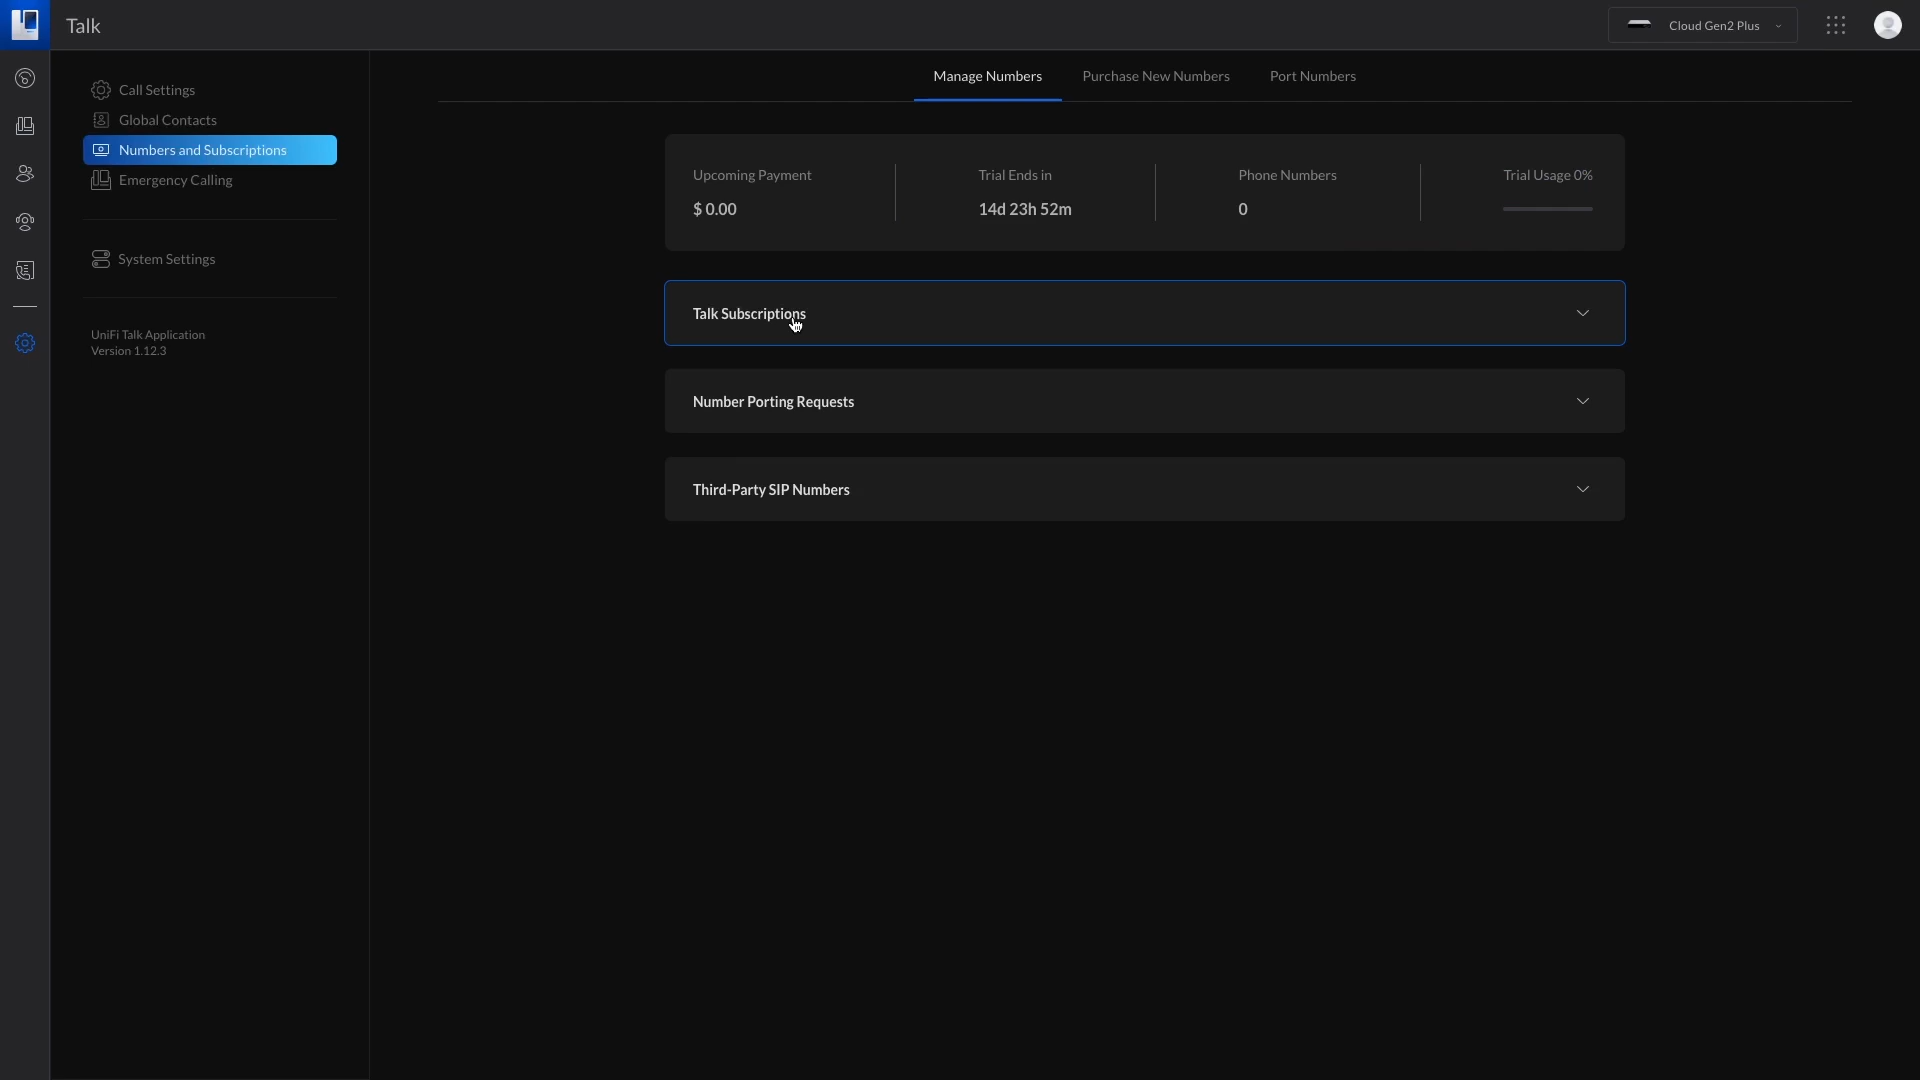 Talk
Cloud Gen2 Plus
Call Settings
Global Contacts
Numbers and Subscriptions
Emergency Calling
System Settings
UniFi Talk Application
Version 1.12.3
Manage Numbers
Purchase New Numbers
Port Numbers
Upcoming Payment
$ 0.00
Trial Ends in
14d 23h 52m
Phone Numbers
0
Trial Usage 0%
Talk Subscriptions
Number Porting Requests
Third-Party SIP Numbers